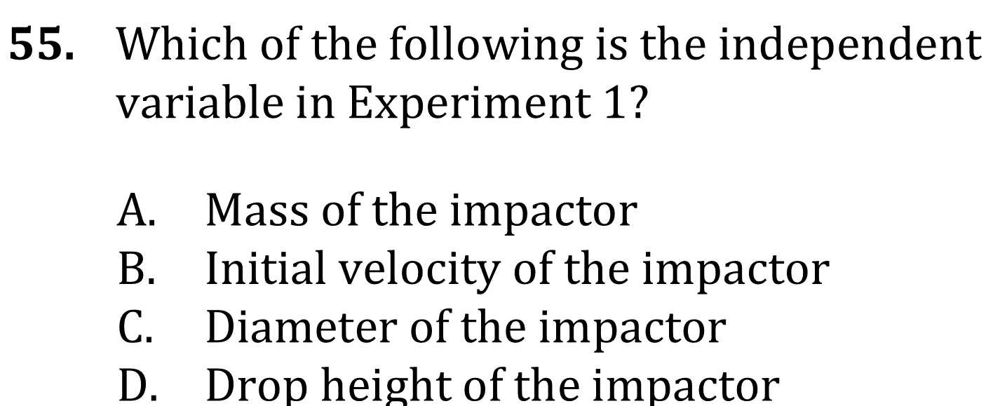 55. Which of the following is the independent
variable in Experiment 1?
A. Mass of the impactor
B. Initial velocity of the impactor
C. Diameter of the impactor
D. Drop height of the impactor